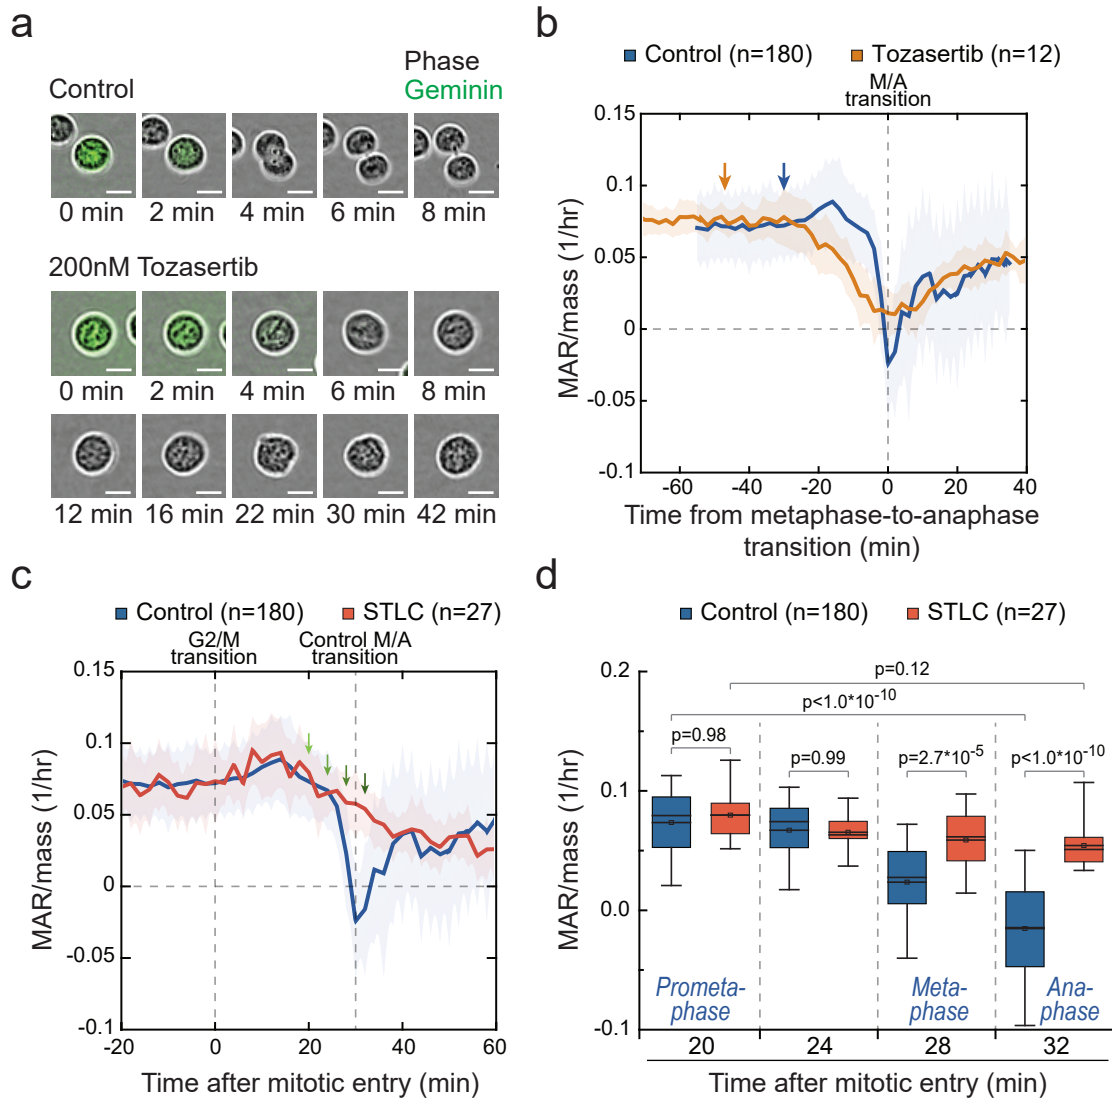 a
Phase
Control
Geminin
0 min
2 min
4 min
6 min
8 min
200nM Tozasertib
0 min
2 min
4 min
6 min
8 min
12 min
16 min
22 min
30 min
42 min
b
Control (n=180)
Tozasertib (n=12)
M/A
transition
0.15
0.1
0.05
0
-0.05
-0.1
MAR/mass (1/hr)
-60
-40
-20
0
20
40
Time from metaphase-to-anaphase
transition (min)
c
Control (n=180)
STLC (n=27)
G2/M
transition
Control M/A
transition
0.15
0.1
0.05
0
-0.05
-0.1
MAR/mass (1/hr)
-20
0
20
40
60
Time after mitotic entry (min)
d
Control (n=180)
STLC (n=27)
0.2
0.1
0.0
-0.1
MAR/mass (1/hr)
p=0.12
p<1.0*10-10
p=0.98
p=0.99
p=2.7*10-5
p<1.0*10-10
Prometa-
phase
Meta-
phase
Ana-
phase
20
24
28
32
Time after mitotic entry (min)